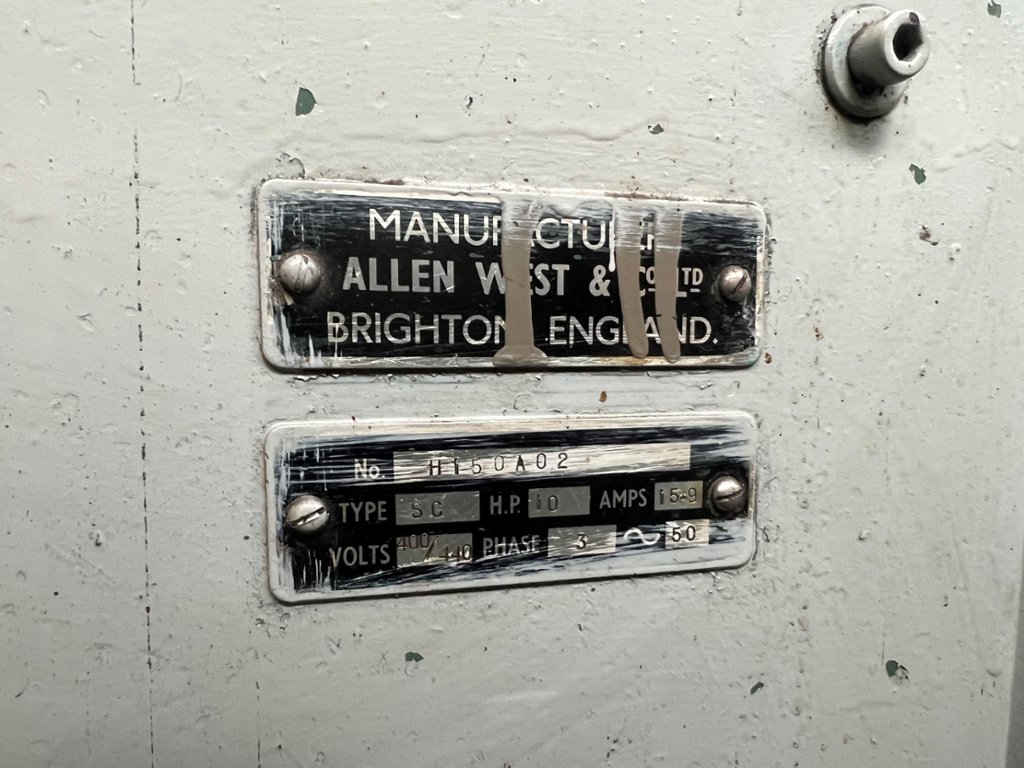 MANUFACTURER
ALLEN WEST & CO LTD
BRIGHTON .ENGLAND.
No. H150A02
TYPE SC H.P. 10 AMPS 15·9
VOLTS 400/440 PHASE 3 ~ 50